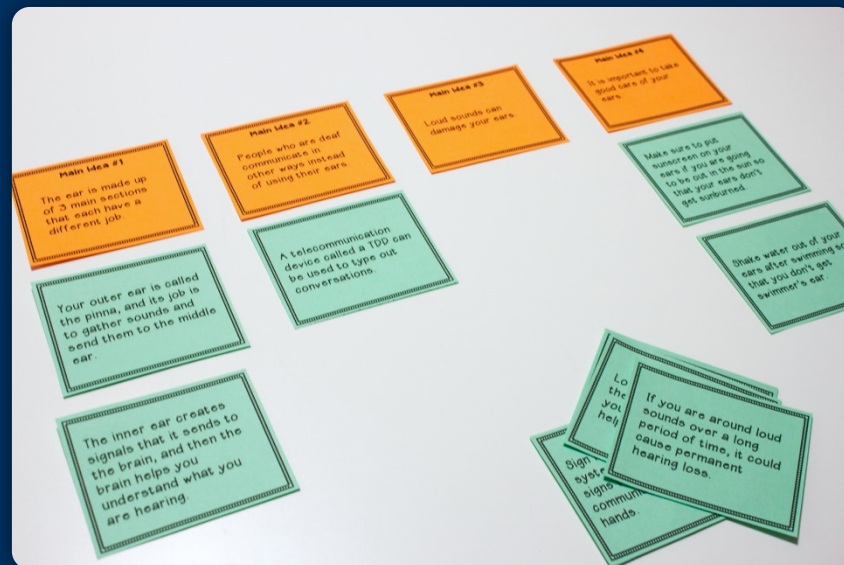 Main Idea #1
The ear is made up
of 3 main sections
that each have a
different job.
Main Idea #2
People who are deaf
communicate in
other ways instead
of using their ears.
Main Idea #3
Loud sounds can
damage your ears.
Main Idea #4
It is important to take
good care of your
ears.
Your outer ear is called
the pinna, and its job is
to gather sounds and
send them to the middle
ear.
The inner ear creates
signals that it sends to
the brain, and then the
brain helps you
understand what you
are hearing.
A telecommunication
device called a TDD can
be used to type out
conversations.
Make sure to put
sunscreen on your
ears if you are going
to be out in the sun so
that your ears don't
get sunburned.
Shake water out of your
ears after swimming so
that you don't get
swimmer's ear.
If you are around loud
sounds over a long
period of time, it could
cause permanent
hearing loss.
Sign
signs
hands.